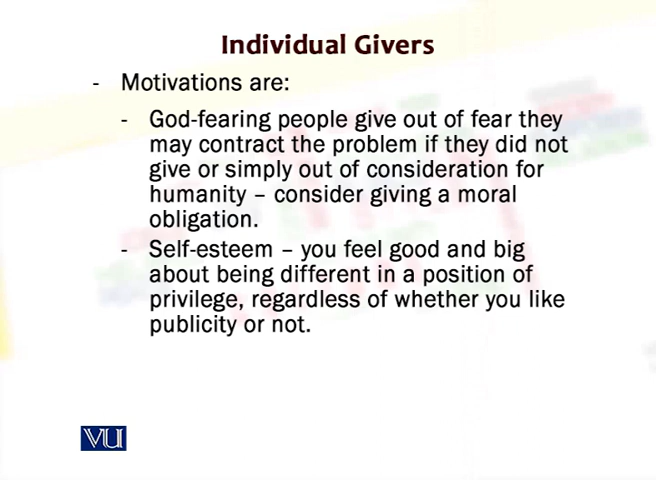 Individual Givers
- Motivations are:
- God-fearing people give out of fear they
may contract the problem if they did not
give or simply out of consideration for
humanity – consider giving a moral
obligation.
- Self-esteem – you feel good and big
about being different in a position of
privilege, regardless of whether you like
publicity or not.
VU